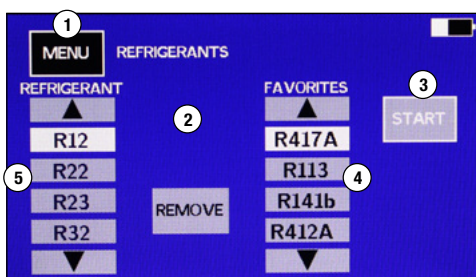 1
MENU REFRIGERANTS
REFRIGERANT FAVORITES
3
START
2
R12 R417A
5 R22 R113 4
R23 REMOVE R141b
R32 R412A